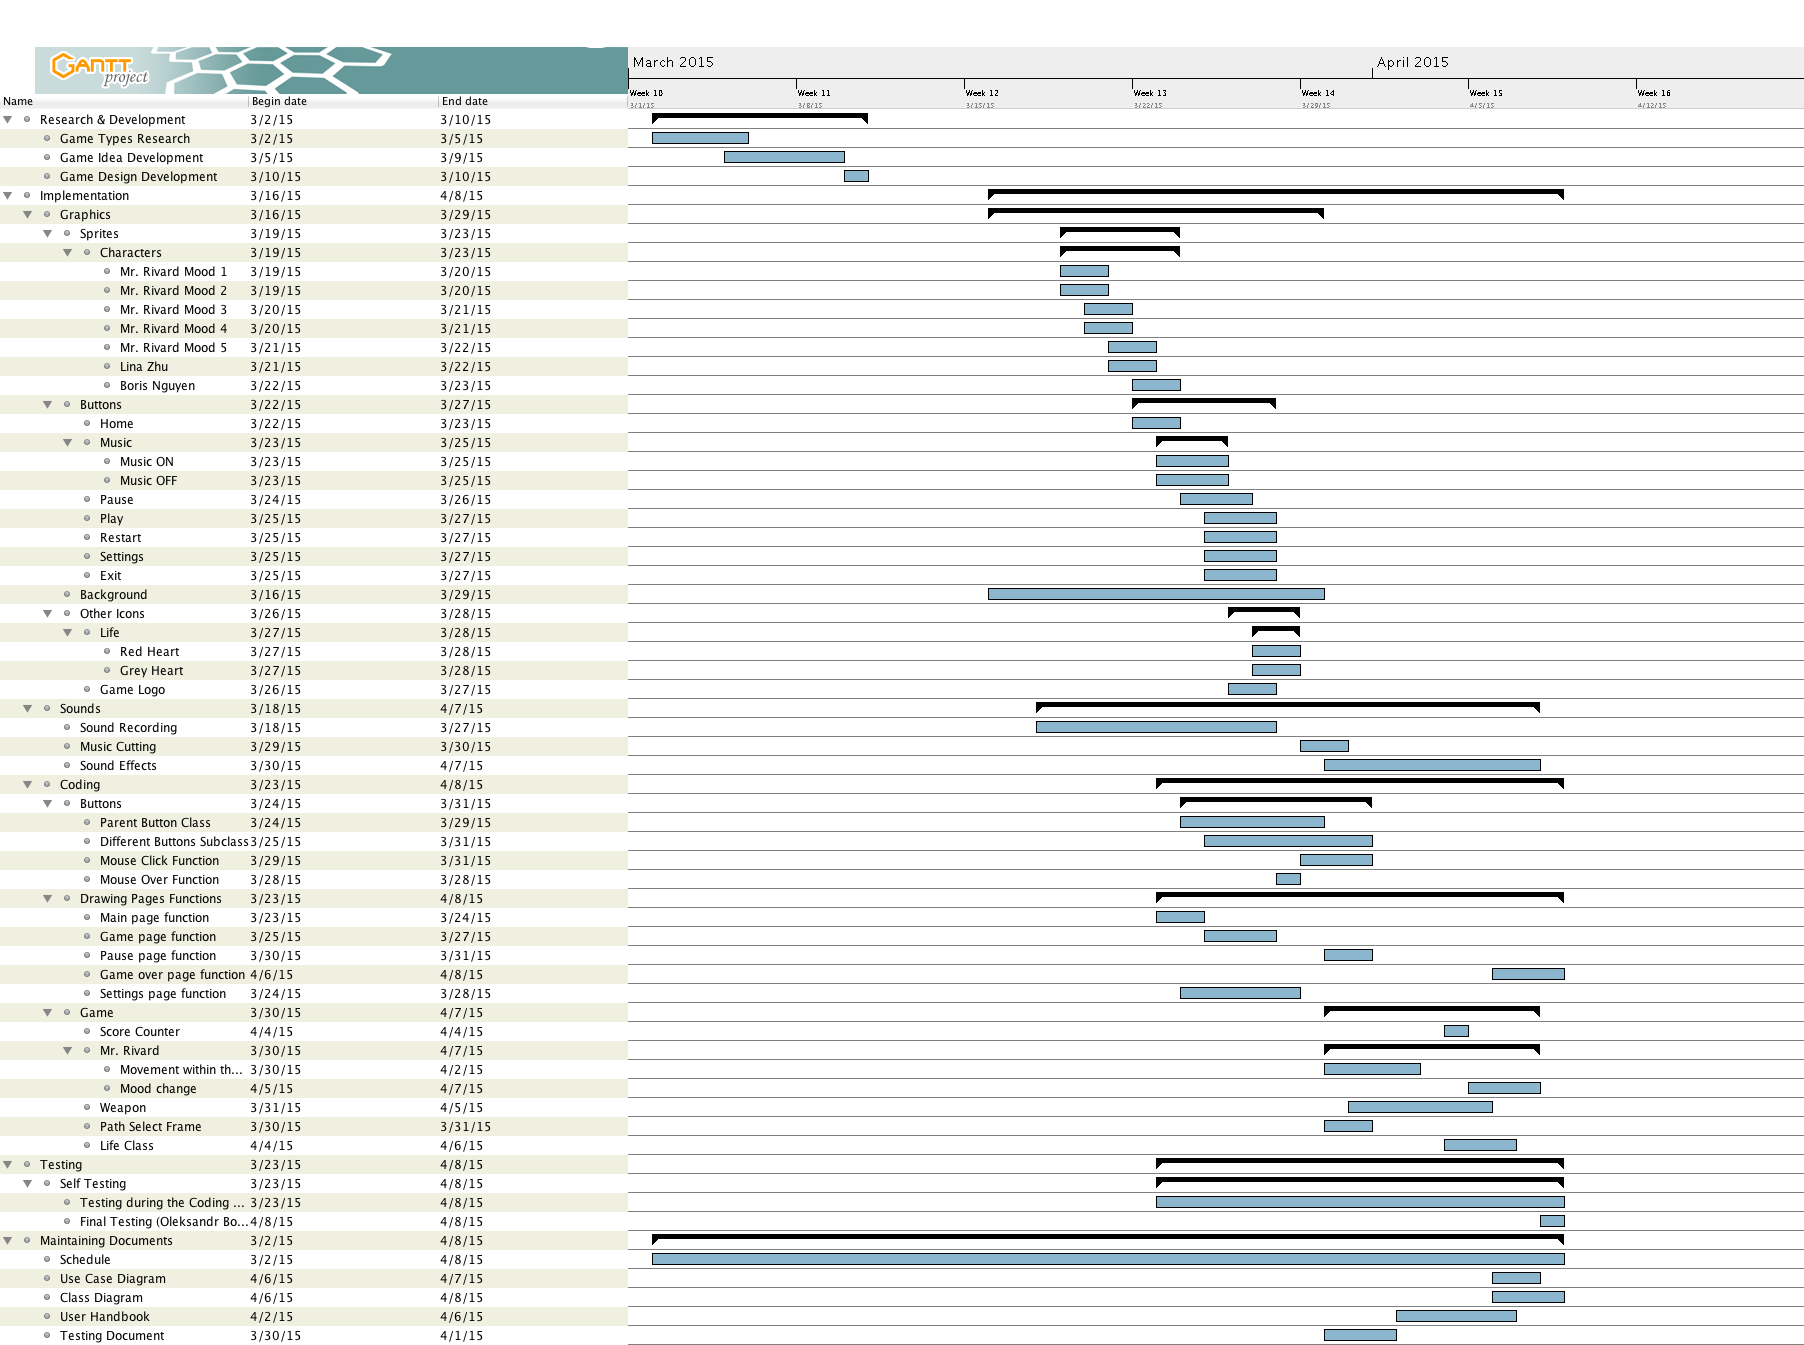 GANTT
project
March 2015
April 2015
Week 10
Week 11
Week 12
Week 13
Week 14
Week 15
Week 16
Name Begin date End date
3/1/15 3/8/15 3/15/15 3/22/15 3/29/15 4/5/15 4/12/15
Research & Development 3/2/15 3/10/15
Game Types Research 3/2/15 3/5/15
Game Idea Development 3/5/15 3/9/15
Game Design Development 3/10/15 3/10/15
Implementation 3/16/15 4/8/15
Graphics 3/16/15 3/29/15
Sprites 3/19/15 3/23/15
Characters 3/19/15 3/23/15
Mr. Rivard Mood 1 3/19/15 3/20/15
Mr. Rivard Mood 2 3/19/15 3/20/15
Mr. Rivard Mood 3 3/20/15 3/21/15
Mr. Rivard Mood 4 3/20/15 3/21/15
Mr. Rivard Mood 5 3/21/15 3/22/15
Lina Zhu 3/21/15 3/22/15
Boris Nguyen 3/22/15 3/23/15
Buttons 3/22/15 3/27/15
Home 3/22/15 3/23/15
Music 3/23/15 3/25/15
Music ON 3/23/15 3/25/15
Music OFF 3/23/15 3/25/15
Pause 3/24/15 3/26/15
Play 3/25/15 3/27/15
Restart 3/25/15 3/27/15
Settings 3/25/15 3/27/15
Exit 3/25/15 3/27/15
Background 3/16/15 3/29/15
Other Icons 3/26/15 3/28/15
Life 3/27/15 3/28/15
Red Heart 3/27/15 3/28/15
Grey Heart 3/27/15 3/28/15
Game Logo 3/26/15 3/27/15
Sounds 3/18/15 4/7/15
Sound Recording 3/18/15 3/27/15
Music Cutting 3/29/15 3/30/15
Sound Effects 3/30/15 4/7/15
Coding 3/23/15 4/8/15
Buttons 3/24/15 3/31/15
Parent Button Class 3/24/15 3/29/15
Different Buttons Subclass 3/25/15 3/31/15
Mouse Click Function 3/29/15 3/31/15
Mouse Over Function 3/28/15 3/28/15
Drawing Pages Functions 3/23/15 4/8/15
Main page function 3/23/15 3/24/15
Game page function 3/25/15 3/27/15
Pause page function 3/30/15 3/31/15
Game over page function 4/6/15 4/8/15
Settings page function 3/24/15 3/28/15
Game 3/30/15 4/7/15
Score Counter 4/4/15 4/4/15
Mr. Rivard 3/30/15 4/7/15
Movement within th... 3/30/15 4/2/15
Mood change 4/5/15 4/7/15
Weapon 3/31/15 4/5/15
Path Select Frame 3/30/15 3/31/15
Life Class 4/4/15 4/6/15
Testing 3/23/15 4/8/15
Self Testing 3/23/15 4/8/15
Testing during the Coding ... 3/23/15 4/8/15
Final Testing (Oleksandr Bo... 4/8/15 4/8/15
Maintaining Documents 3/2/15 4/8/15
Schedule 3/2/15 4/8/15
Use Case Diagram 4/6/15 4/7/15
Class Diagram 4/6/15 4/8/15
User Handbook 4/2/15 4/6/15
Testing Document 3/30/15 4/1/15